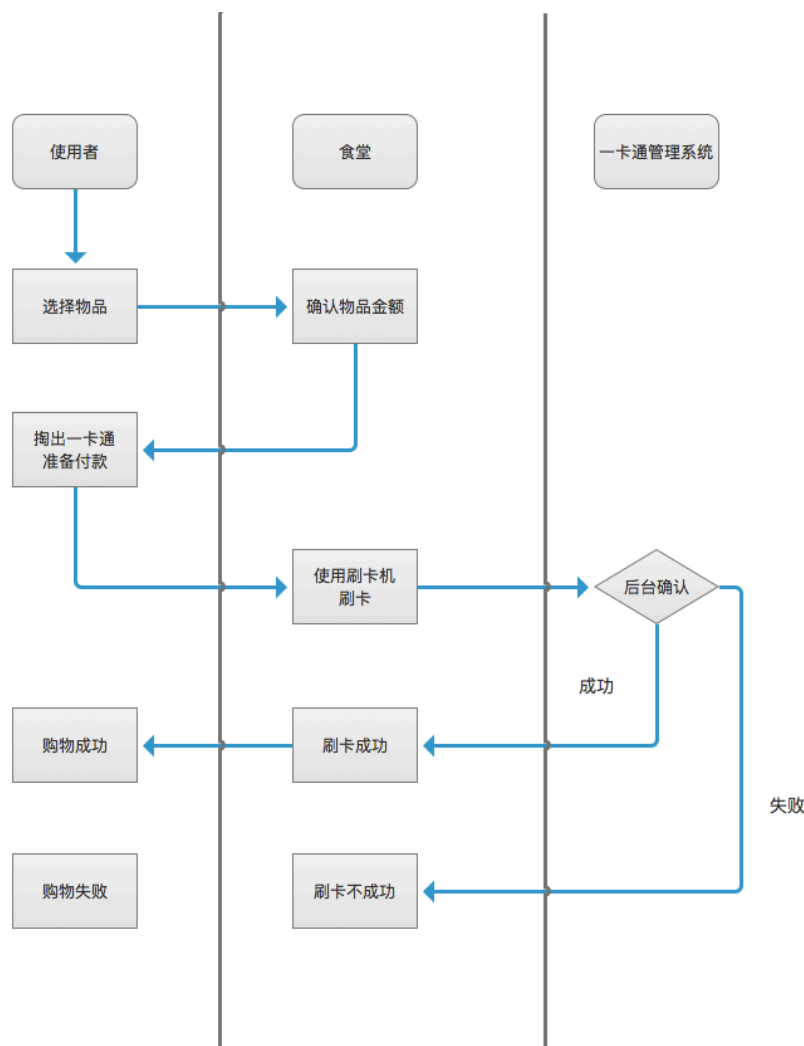 使用者
食堂
一卡通管理系统
选择物品
确认物品金额
掏出一卡通
准备付款
使用刷卡机
刷卡
后台确认
成功
购物成功
刷卡成功
失败
购物失败
刷卡不成功